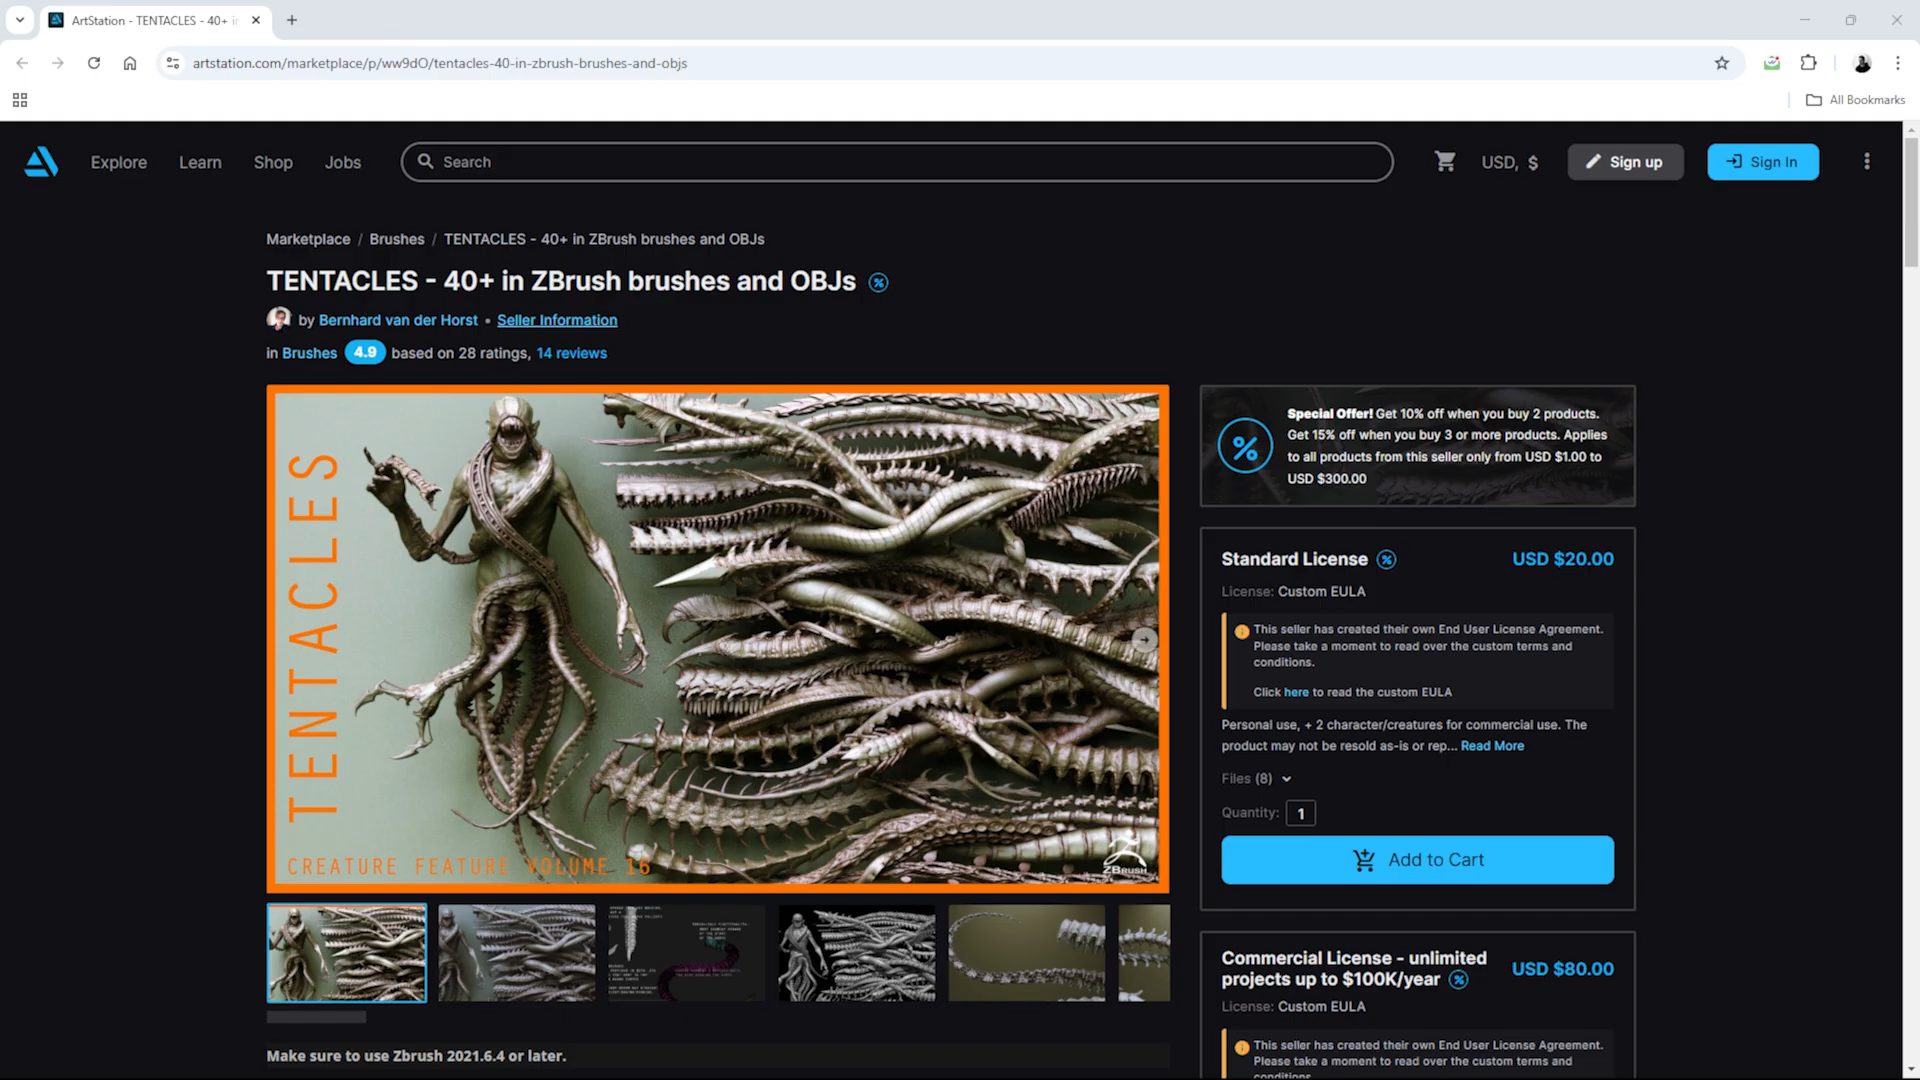 ArtStation - TENTACLES - 40+ i
artstation.com/marketplace/p/ww9dO/tentacles-40-in-zbrush-brushes-and-objs
All Bookmarks
Explore
Learn
Shop
Jobs
Search
USD, $
Sign up
Sign In
Marketplace / Brushes / TENTACLES - 40+ in ZBrush brushes and OBJs
TENTACLES - 40+ in ZBrush brushes and OBJs
by Bernhard van der Horst • Seller Information
in Brushes 4.9 based on 28 ratings, 14 reviews
TENTACLES
CREATURE FEATURE VOLUME 16
ZBRUSH
Special Offer! Get 10% off when you buy 2 products.
Get 15% off when you buy 3 or more products. Applies
to all products from this seller only from USD $1.00 to
USD $300.00
Standard License
USD $20.00
License: Custom EULA
This seller has created their own End User License Agreement.
Please take a moment to read over the custom terms and
conditions.
Click here to read the custom EULA
Personal use, + 2 character/creatures for commercial use. The
product may not be resold as-is or rep... Read More
Files (8)
Quantity: 1
Add to Cart
Commercial License - unlimited
projects up to $100K/year
USD $80.00
License: Custom EULA
This seller has created their own End User License Agreement.
Please take a moment to read over the custom terms and
conditions.
Make sure to use Zbrush 2021.6.4 or later.